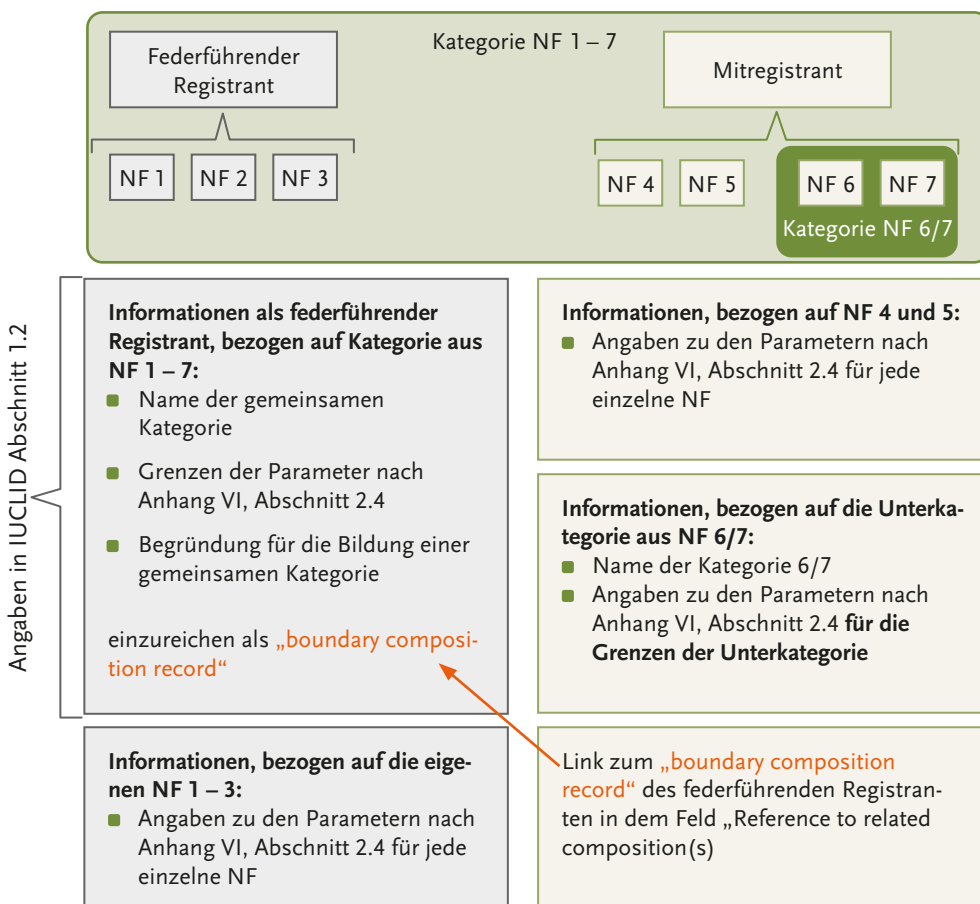 Kategorie NF 1 – 7
Federführender
Registrant
Mitregistrant
NF 1
NF 2
NF 3
NF 4
NF 5
NF 6
NF 7
Kategorie NF 6/7
Angaben in IUCLID Abschnitt 1.2
Informationen als federführender
Registrant, bezogen auf Kategorie aus
NF 1 – 7:
Name der gemeinsamen
Kategorie
Grenzen der Parameter nach
Anhang VI, Abschnitt 2.4
Begründung für die Bildung einer
gemeinsamen Kategorie
einzureichen als „boundary composi-
tion record“
Informationen, bezogen auf die eige-
nen NF 1 – 3:
Angaben zu den Parametern nach
Anhang VI, Abschnitt 2.4 für jede
einzelne NF
Informationen, bezogen auf NF 4 und 5:
Angaben zu den Parametern nach
Anhang VI, Abschnitt 2.4 für jede
einzelne NF
Informationen, bezogen auf die Unterka-
tegorie aus NF 6/7:
Name der Kategorie 6/7
Angaben zu den Parametern nach
Anhang VI, Abschnitt 2.4 für die
Grenzen der Unterkategorie
Link zum „boundary composition
record“ des federführenden Registran-
ten in dem Feld „Reference to related
composition(s)